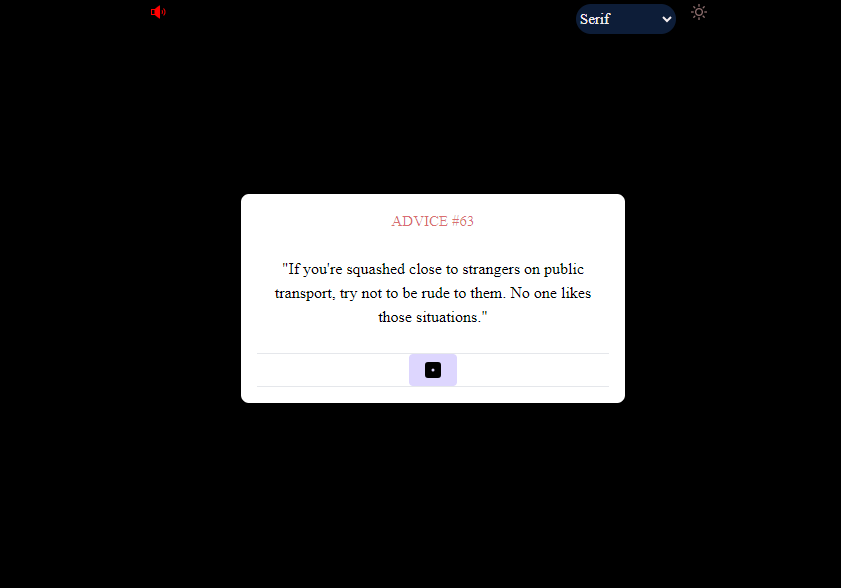 Serif
ADVICE #63
"If you're squashed close to strangers on public
transport, try not to be rude to them. No one likes
those situations."